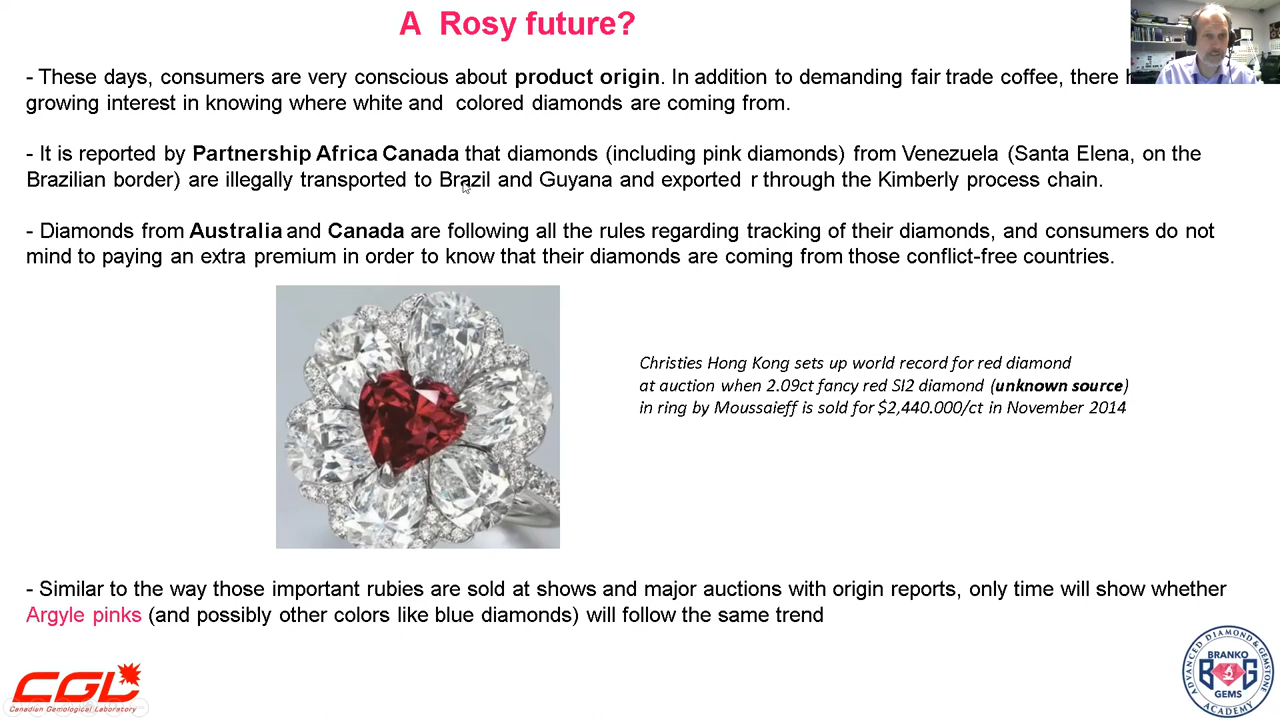 A Rosy future?
- These days, consumers are very conscious about product origin. In addition to demanding fair trade coffee, there
growing interest in knowing where white and colored diamonds are coming from.
- It is reported by Partnership Africa Canada that diamonds (including pink diamonds) from Venezuela (Santa Elena, on the
Brazilian border) are illegally transported to Brazil and Guyana and exported r through the Kimberly process chain.
- Diamonds from Australia and Canada are following all the rules regarding tracking of their diamonds, and consumers do not
mind to paying an extra premium in order to know that their diamonds are coming from those conflict-free countries.
Christies Hong Kong sets up world record for red diamond
at auction when 2.09ct fancy red SI2 diamond (unknown source)
in ring by Moussaieff is sold for $2,440.000/ct in November 2014
- Similar to the way those important rubies are sold at shows and major auctions with origin reports, only time will show whether
Argyle pinks (and possibly other colors like blue diamonds) will follow the same trend
CGL
Canadian Gemological Laboratory
ADVANCED DIAMOND & GEMSTONE
BRANKO
BG
GEMS
ACADEMY